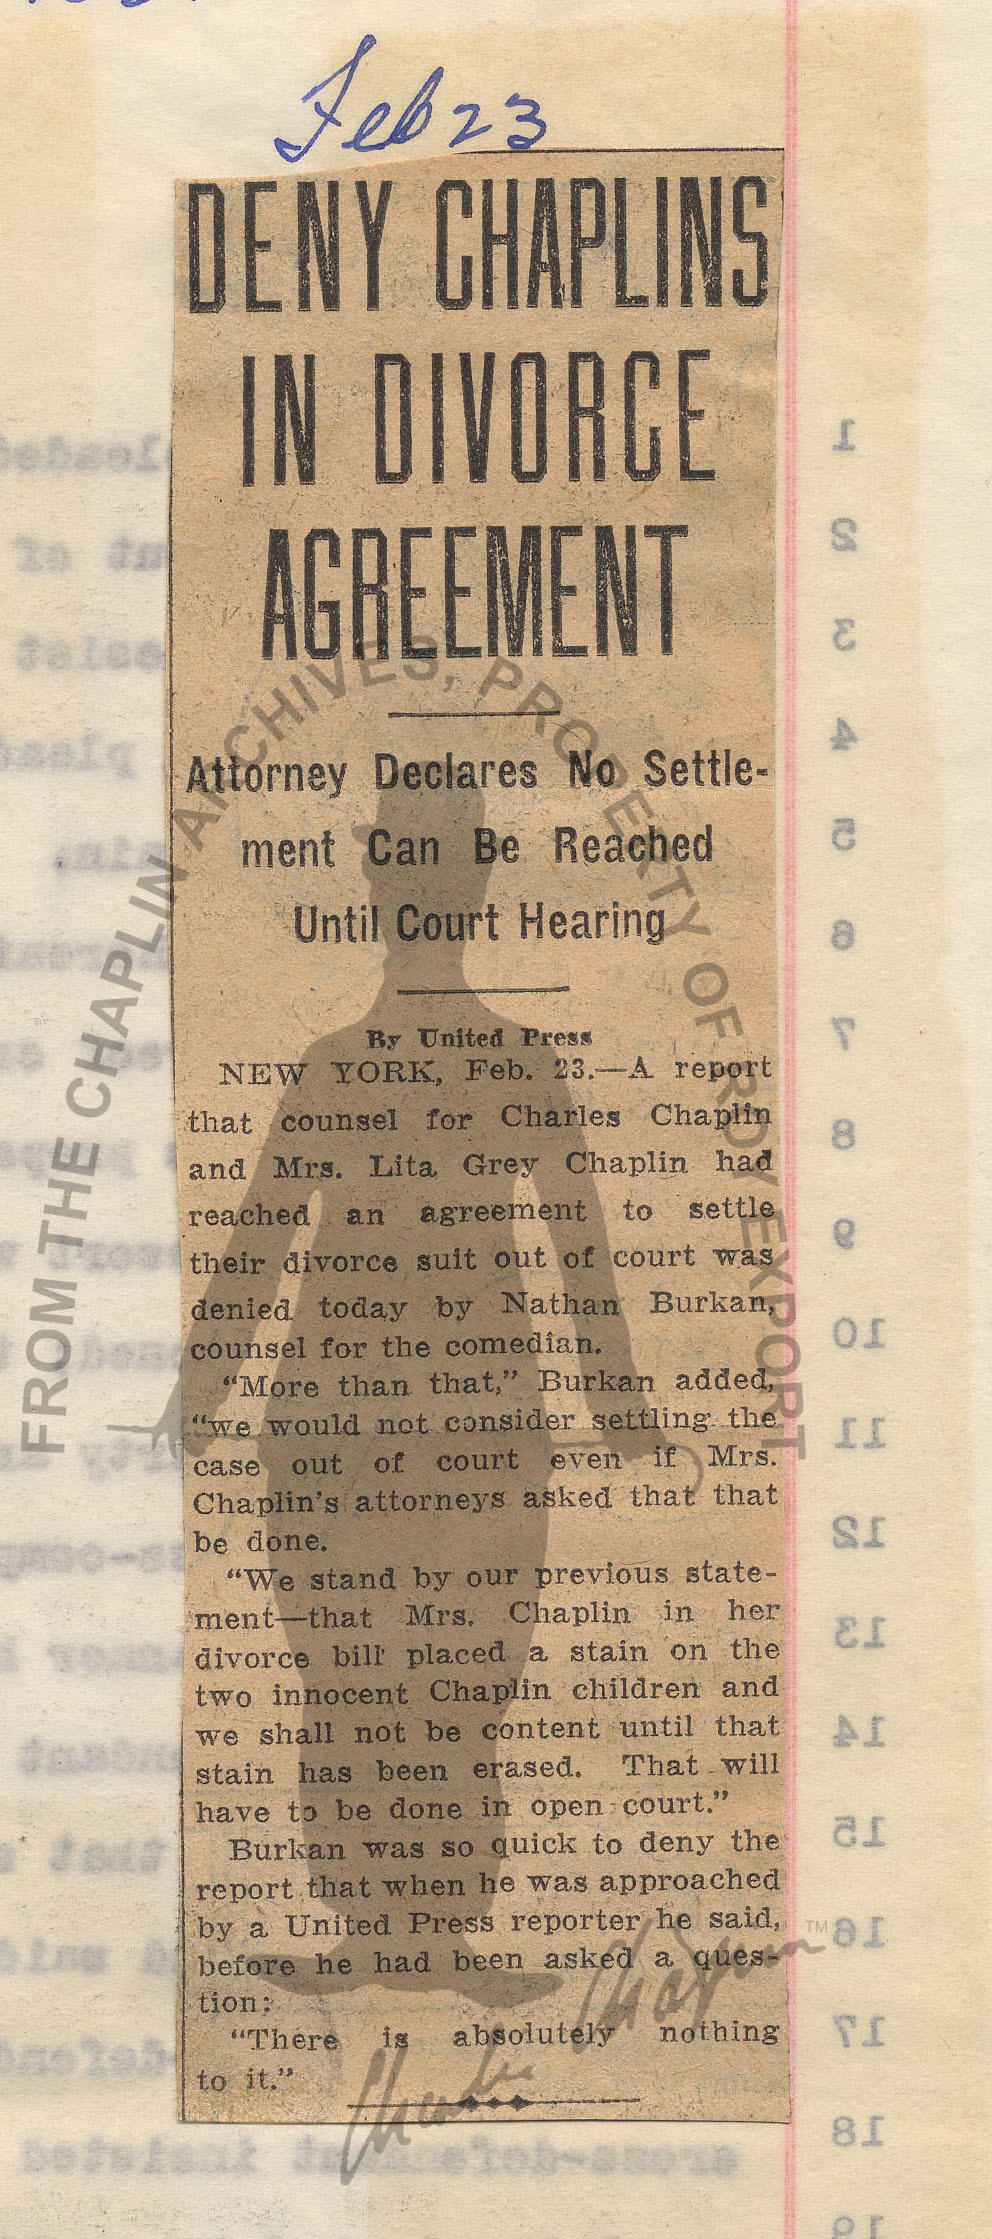 Feb 23
DENY CHAPLINS
IN DIVORCE
AGREEMENT
Attorney Declares No Settle-
ment Can Be Reached
Until Court Hearing
By United Press
NEW YORK, Feb. 23.—A report
that counsel for Charles Chaplin
and Mrs. Lita Grey Chaplin had
reached an agreement to settle
their divorce suit out of court was
denied today by Nathan Burkan,
counsel for the comedian.
“More than that,” Burkan added,
“we would not consider settling the
case out of court even if Mrs.
Chaplin's attorneys asked that that
be done.
“We stand by our previous state-
ment—that Mrs. Chaplin in her
divorce bill placed a stain on the
two innocent Chaplin children and
we shall not be content until that
stain has been erased. That will
have to be done in open court.”
Burkan was so quick to deny the
report that when he was approached
by a United Press reporter he said,
before he had been asked a ques-
tion:
“There is absolutely nothing
to it.”
FROM THE CHAPLIN ARCHIVES, PROPERTY OF ROY EXPORT
Charlie Chaplin™
1
2
3
4
5
6
7
8
9
10
11
12
13
14
15
16
17
18
cross-defendant insisted
19